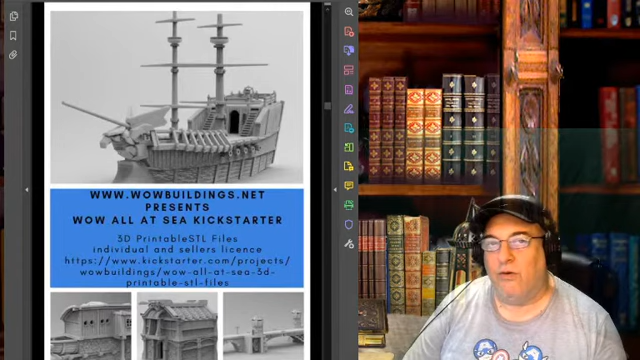 WWW.WOWBUILDINGS.NET
PRESENTS
WOW ALL AT SEA KICKSTARTER
3D PrintableSTL Files
individual and sellers licence
https://www.kickstarter.com/projects/
wowbuildings/wow-all-at-sea-3d-
printable-stl-files